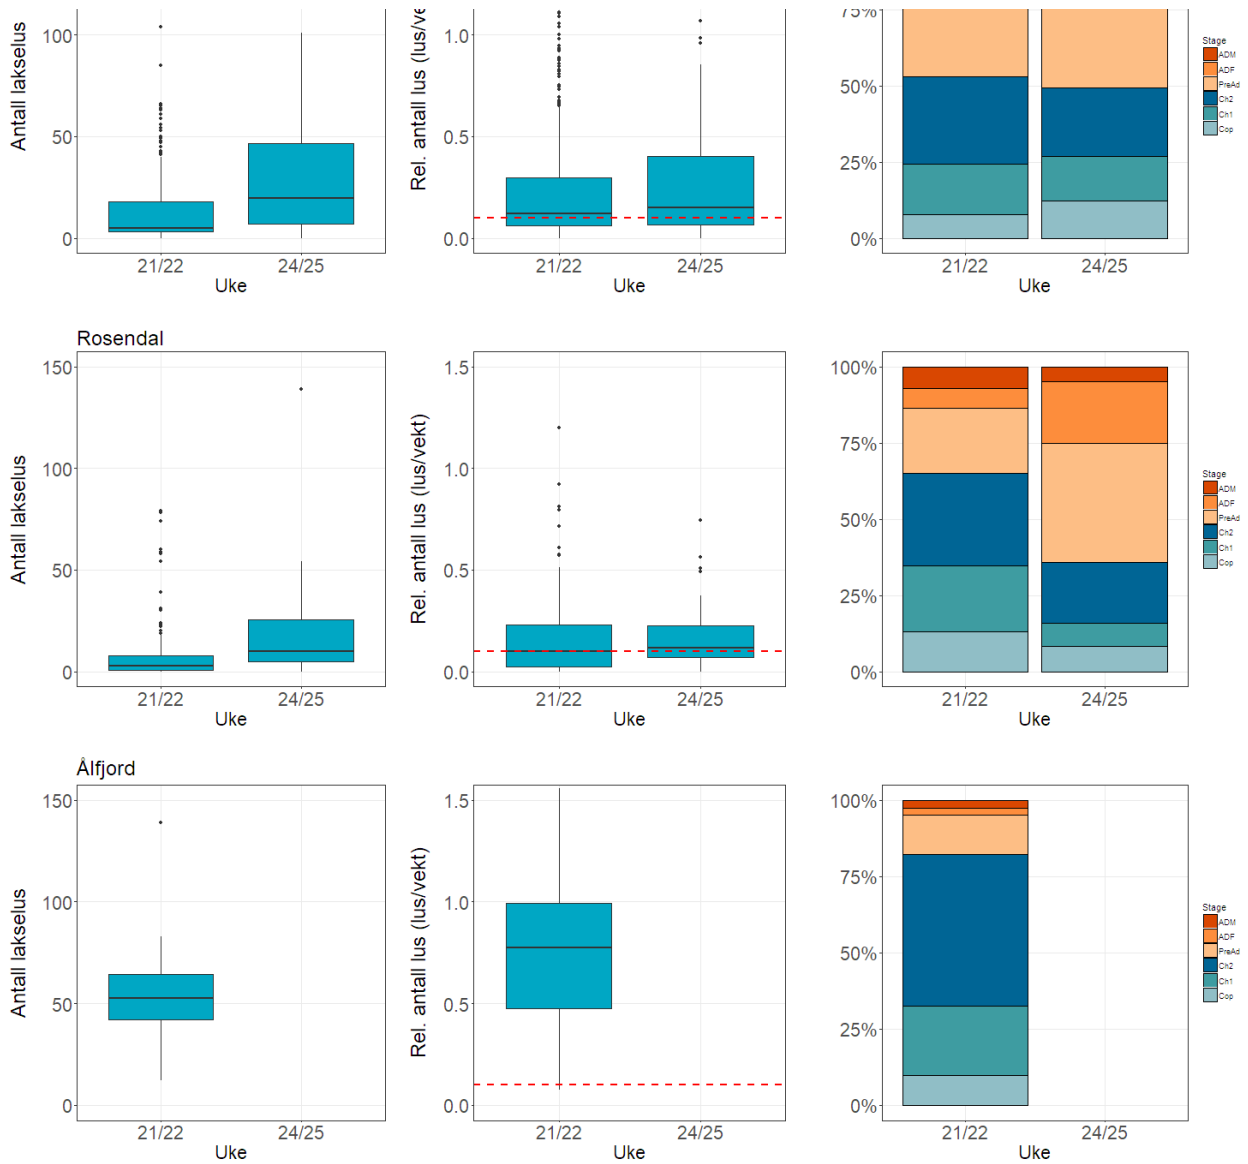 Antall lakselus
100
50
0
21/22
24/25
Uke
Rel. antall lus (lus/ve
1.0
0.5
0.0
21/22
24/25
Uke
75%
50%
25%
0%
21/22
24/25
Uke
Stage
ADM
ADF
PreAd
Ch2
Ch1
Cop
Rosendal
Antall lakselus
150
100
50
0
21/22
24/25
Uke
Rel. antall lus (lus/vekt)
1.5
1.0
0.5
0.0
21/22
24/25
Uke
100%
75%
50%
25%
0%
21/22
24/25
Uke
Stage
ADM
ADF
PreAd
Ch2
Ch1
Cop
Ålfjord
Antall lakselus
150
100
50
0
21/22
24/25
Uke
Rel. antall lus (lus/vekt)
1.5
1.0
0.5
0.0
21/22
24/25
Uke
100%
75%
50%
25%
0%
21/22
24/25
Uke
Stage
ADM
ADF
PreAd
Ch2
Ch1
Cop